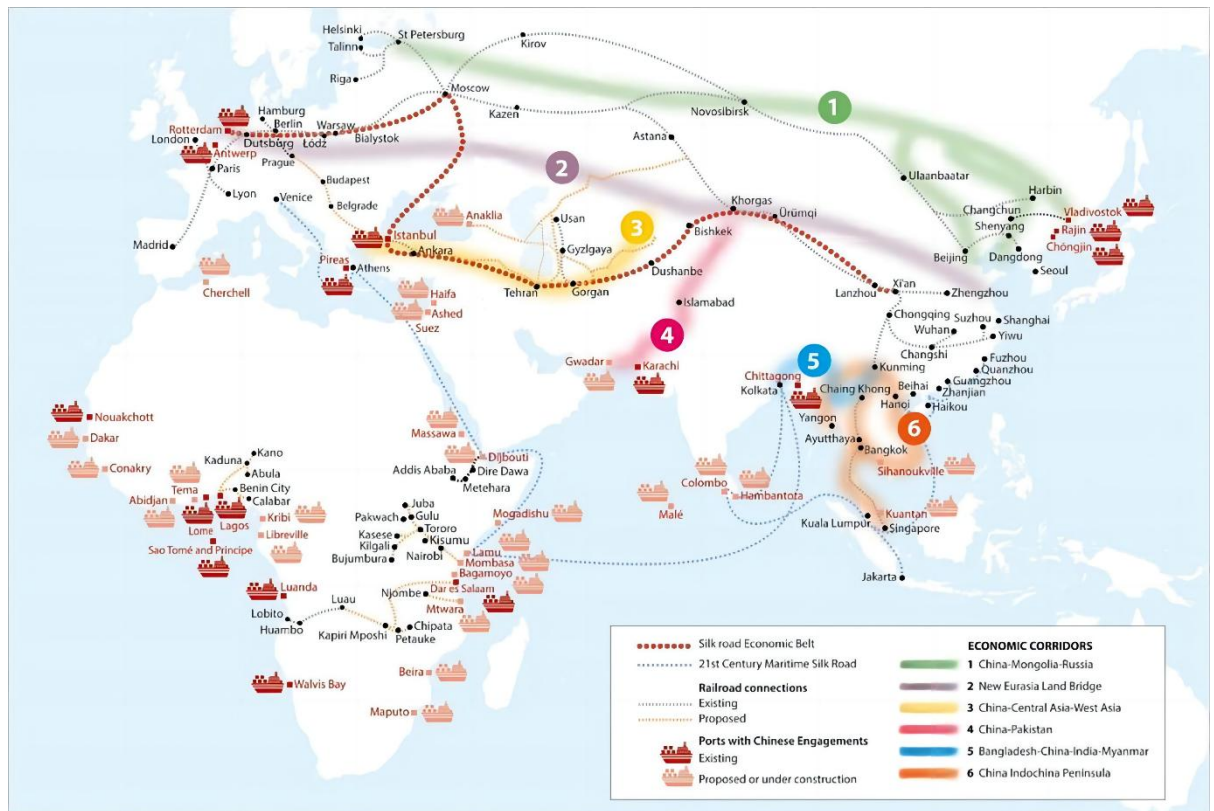 Helsinki
St Petersburg
Talinn
Kirov
Riga
Moscow
Kazen
Novosibirsk
1
Hamburg
Rotterdam
Berlin
Warsaw
London
Dutsburg
Łódź
Bialystok
Antwerp
Prague
Paris
Astana
2
Ulaanbaatar
Lyon
Venice
Budapest
Belgrade
Madrid
Khorgas
Ürümqi
Harbin
Changchun
Vladivostok
Shenyang
Rajin
Chongjin
Beijing
Dangdong
Seoul
Anaklia
Usan
3
Bishkek
Istanbul
Ankara
Gyzlgaya
Pireas
Athens
Dushanbe
Tehran
Gorgan
Cherchell
Haifa
Ashed
Suez
Islamabad
Lanzhou
Xi'an
Zhengzhou
Chongqing
Suzhou
Shanghai
Wuhan
Yiwu
Changshi
4
5
Gwadar
Karachi
Chittagong
Kolkata
Kunming
Fuzhou
Quanzhou
Chaing Khong
Beihai
Guangzhou
Zhanjian
Hanoi
Haikou
Yangon
6
Ayutthaya
Bangkok
Sihanoukville
Nouakchott
Dakar
Conakry
Massawa
Dijbouti
Addis Ababa
Dire Dawa
Metehara
Kano
Kaduna
Abula
Benin City
Tema
Calabar
Abidjan
Lagos
Lome
Kribi
Libreville
Sao Tomé and Principe
Colombo
Hambantota
Malé
Kuantan
Kuala Lumpur
Singapore
Jakarta
Juba
Pakwach
Gulu
Mogadishu
Tororo
Kasese
Kisumu
Kilgali
Nairobi
Bujumbura
Lamu
Mombasa
Bagamoyo
Dar es Salaam
Luanda
Luau
Njombe
Mtwara
Lobito
Huambo
Chipata
Kapiri Mposhi
Petauke
Walvis Bay
Beira
Maputo
Silk road Economic Belt
21st Century Maritime Silk Road
Railroad connections
Existing
Proposed
Ports with Chinese Engagements
Existing
Proposed or under construction
ECONOMIC CORRIDORS
1 China-Mongolia-Russia
2 New Eurasia Land Bridge
3 China-Central Asia-West Asia
4 China-Pakistan
5 Bangladesh-China-India-Myanmar
6 China Indochina Peninsula